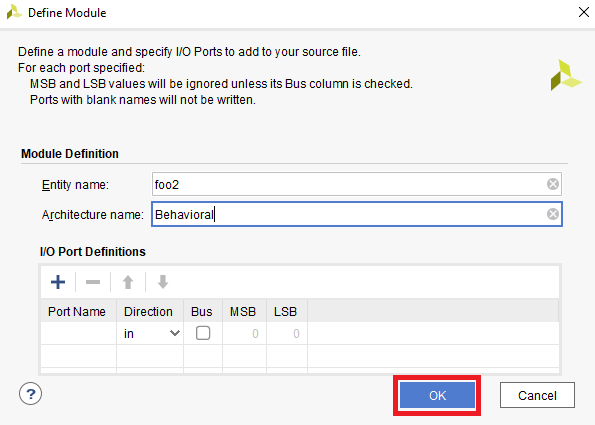 Define Module
Define a module and specify I/O Ports to add to your source file.
For each port specified:
MSB and LSB values will be ignored unless its Bus column is checked.
Ports with blank names will not be written.
Module Definition
Entity name: foo2
Architecture name: Behavioral
I/O Port Definitions
Port Name Direction Bus MSB LSB
in 0 0
? OK Cancel